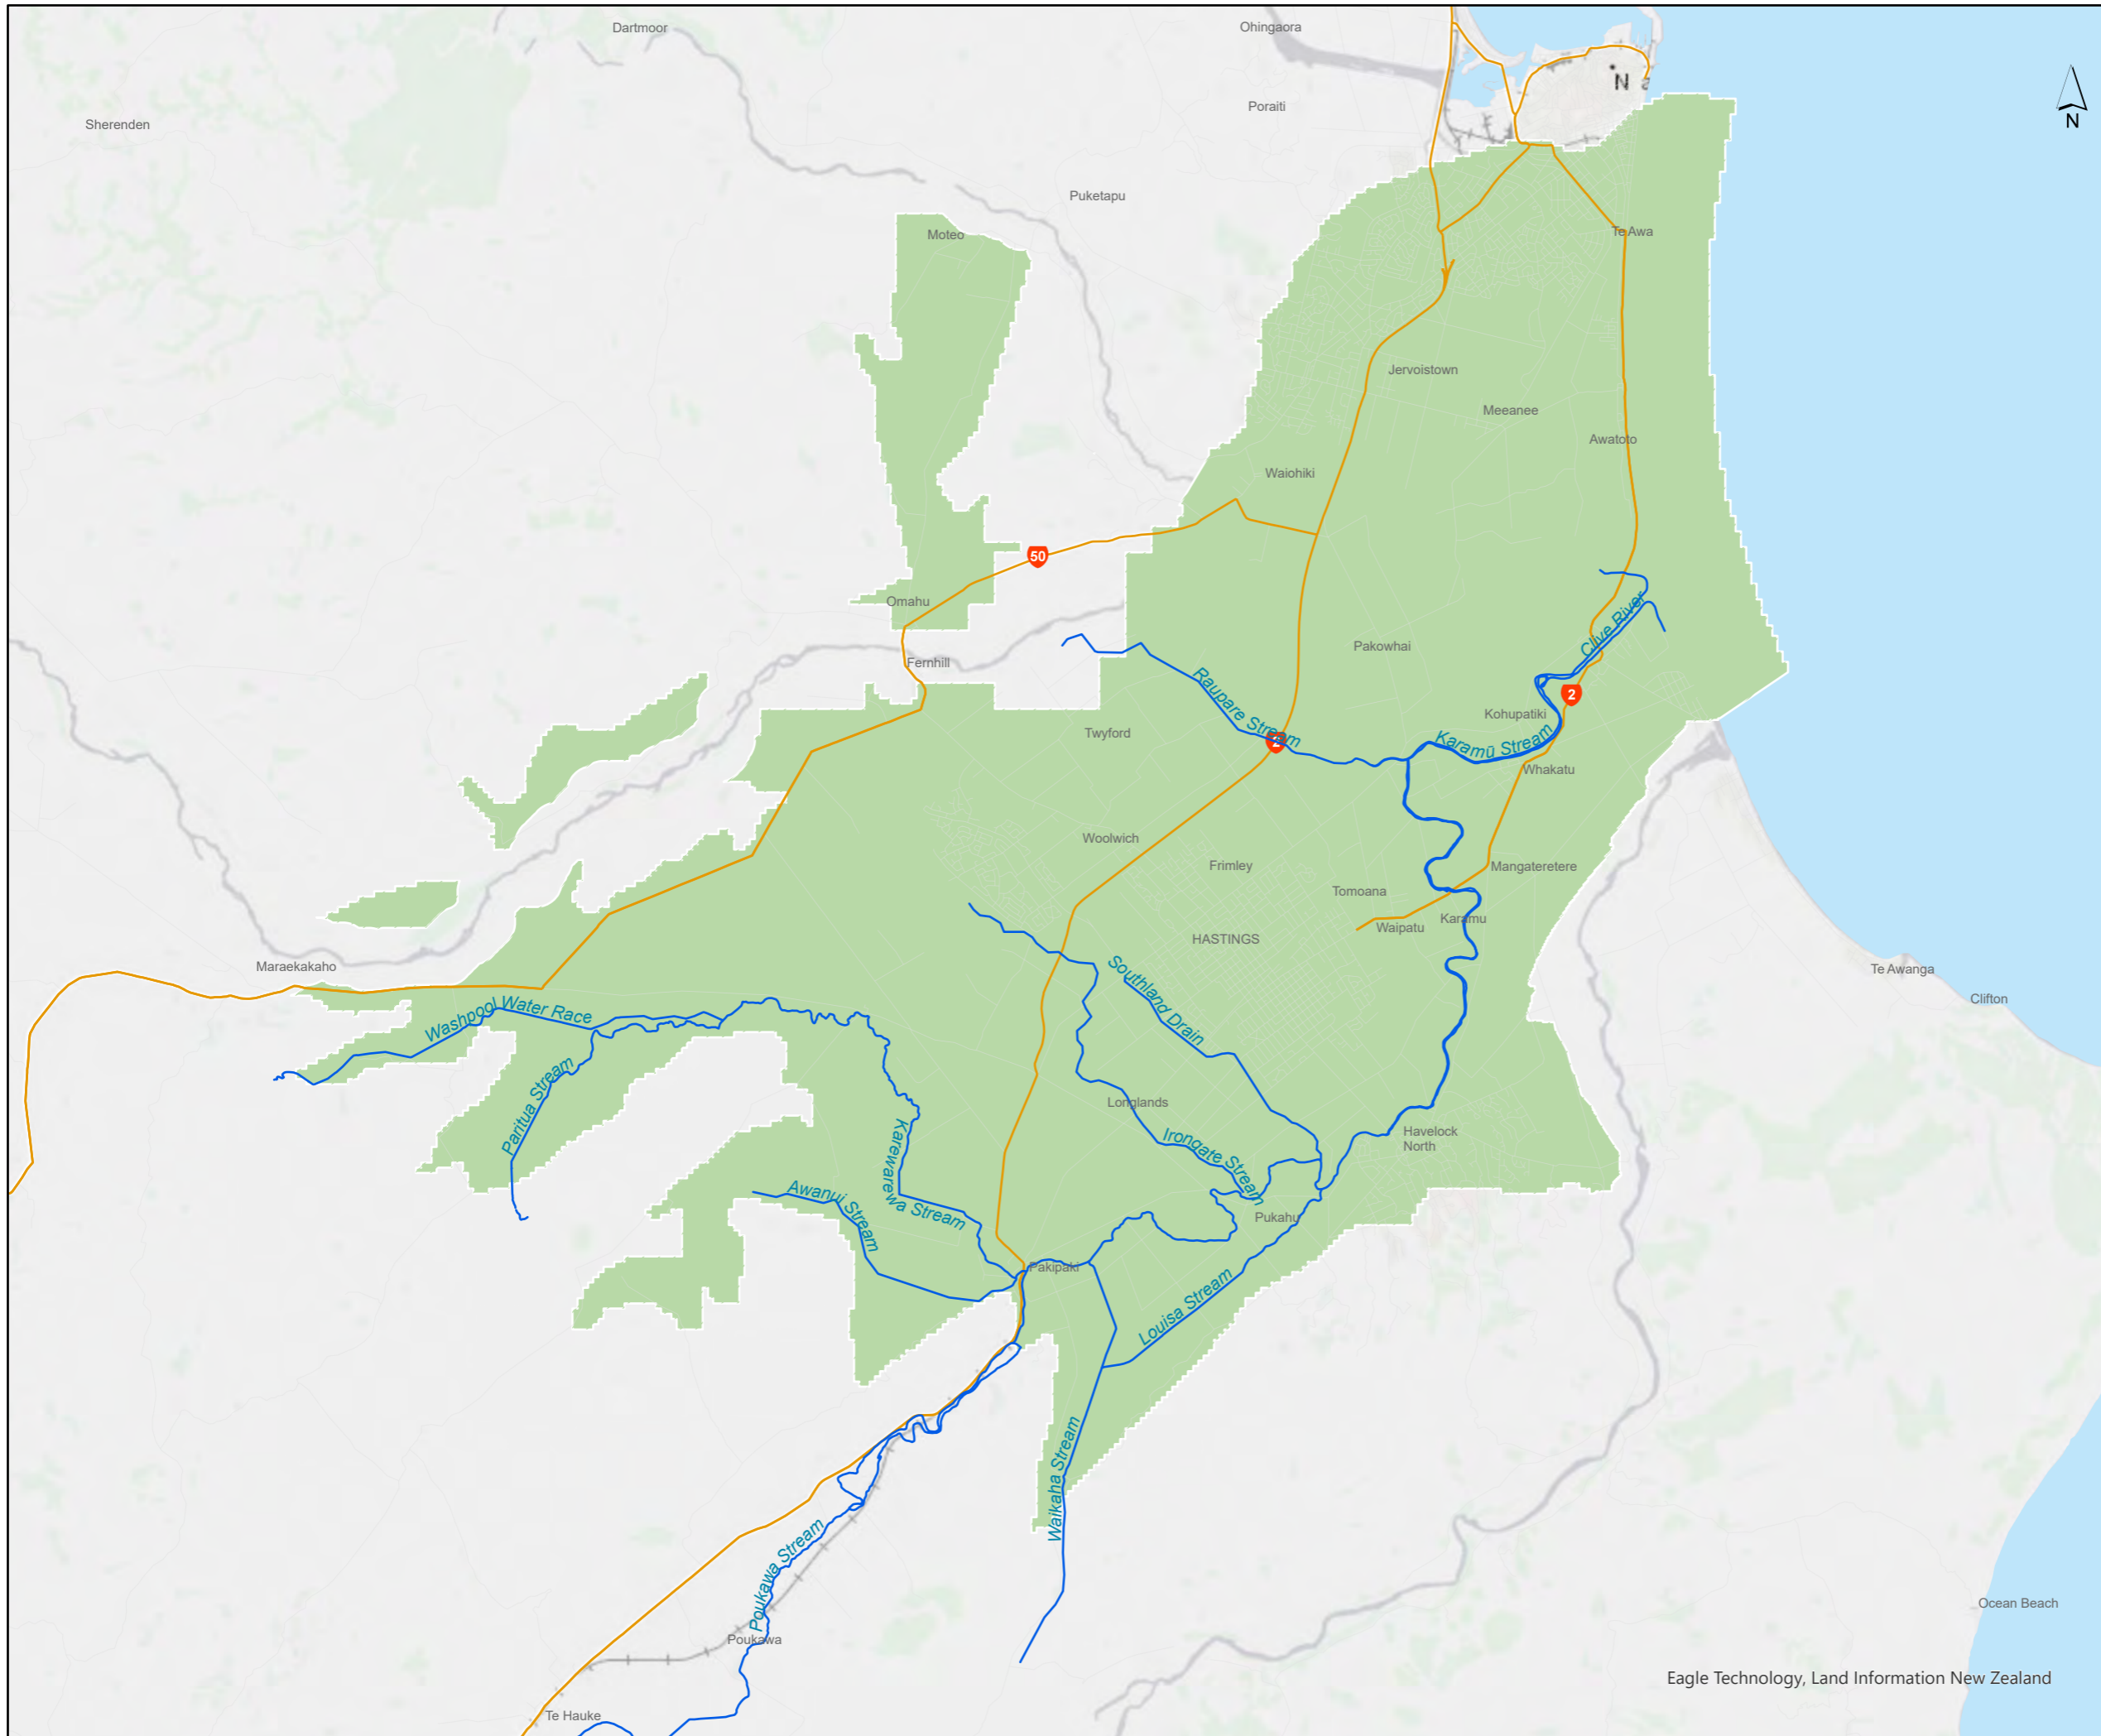 Dartmoor
Ohingaora
N
Poraiti
N
Sherenden
Puketapu
Moteo
Te Awa
Jervoistown
Meeanee
Awatoto
Waiohiki
50
Omahu
Clive River
Pakowhai
Fernhill
Raupare Stream
2
Kohupatiki
Twyford
Karamū Stream
Whakatu
Woolwich
Frimley
Mangateretere
Tomoana
Karamu
Waipatu
HASTINGS
Maraekakaho
Te Awanga
Southland Drain
Clifton
Washpool Water Race
Paritua Stream
Longlands
Karewarewa Stream
Irongate Stream
Havelock
North
Awanui Stream
Pukahu
Pakipaki
Louisa Stream
Waikaha Stream
Poukawa Stream
Ocean Beach
Poukawa
Eagle Technology, Land Information New Zealand
Te Hauke